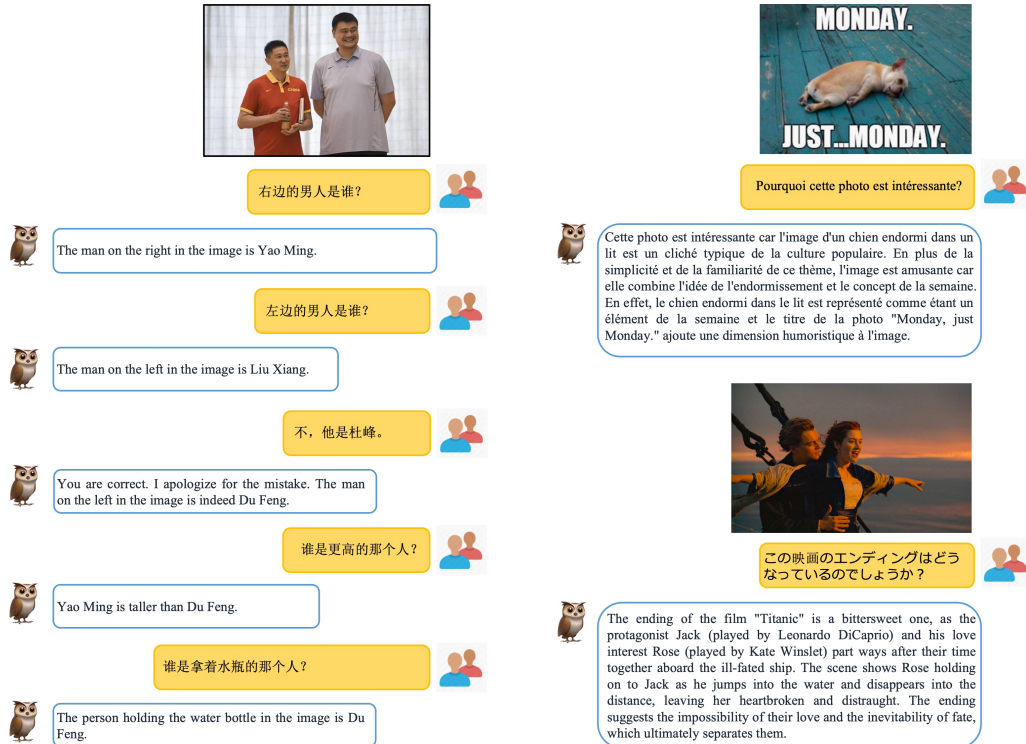 右边的男人是谁?
The man on the right in the image is Yao Ming.
左边的男人是谁?
The man on the left in the image is Liu Xiang.
不，他是杜峰。
You are correct. I apologize for the mistake. The man
on the left in the image is indeed Du Feng.
谁是更高的那个人?
Yao Ming is taller than Du Feng.
谁是拿着水瓶的那个人?
The person holding the water bottle in the image is Du
Feng.
MONDAY.
JUST...MONDAY.
Pourquoi cette photo est intéressante?
Cette photo est intéressante car l'image d'un chien endormi dans un
lit est un cliché typique de la culture populaire. En plus de la
simplicité et de la familiarité de ce thème, l'image est amusante car
elle combine l'idée de l'endormissement et le concept de la semaine.
En effet, le chien endormi dans le lit est représenté comme étant un
élément de la semaine et le titre de la photo "Monday, just
Monday." ajoute une dimension humoristique à l'image.
この映画のエンディングはどう
なっているのでしょうか？
The ending of the film "Titanic" is a bittersweet one, as the
protagonist Jack (played by Leonardo DiCaprio) and his love
interest Rose (played by Kate Winslet) part ways after their time
together aboard the ill-fated ship. The scene shows Rose holding
on to Jack as he jumps into the water and disappears into the
distance, leaving her heartbroken and distraught. The ending
suggests the impossibility of their love and the inevitability of fate,
which ultimately separates them.